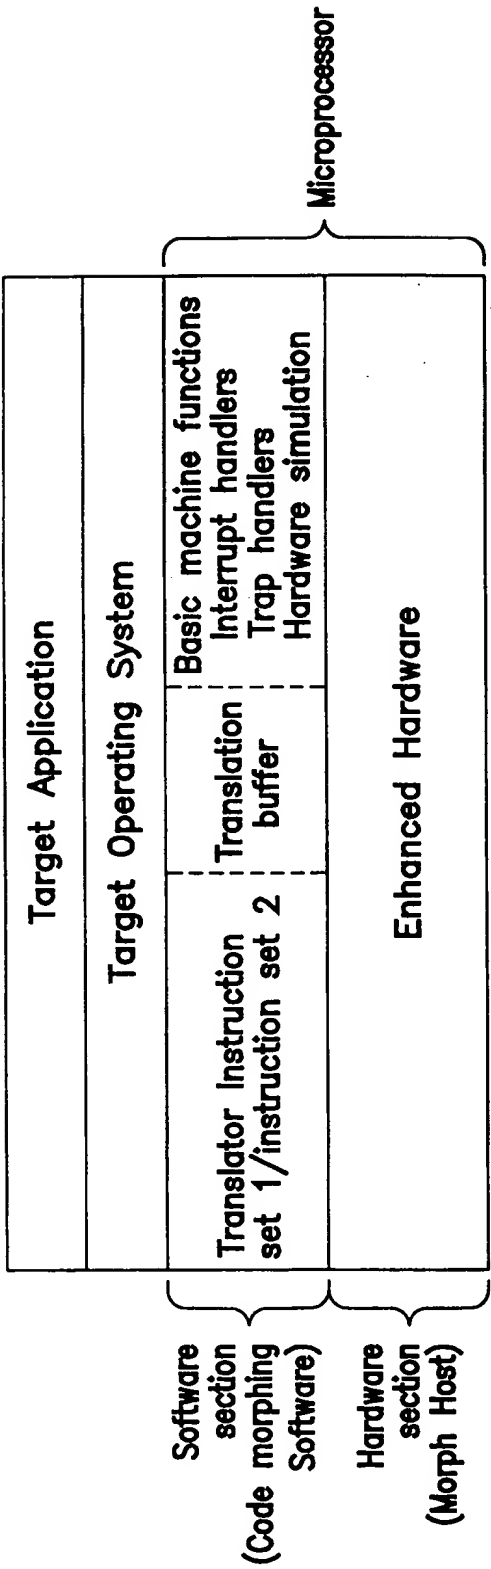 Target Application
Target Operating System
Software
section
(Code morphing
Software)
Translator Instruction
set 1/instruction set 2
Translation
buffer
Basic machine functions
Interrupt handlers
Trap handlers
Hardware simulation
Microprocessor
Hardware
section
(Morph Host)
Enhanced Hardware